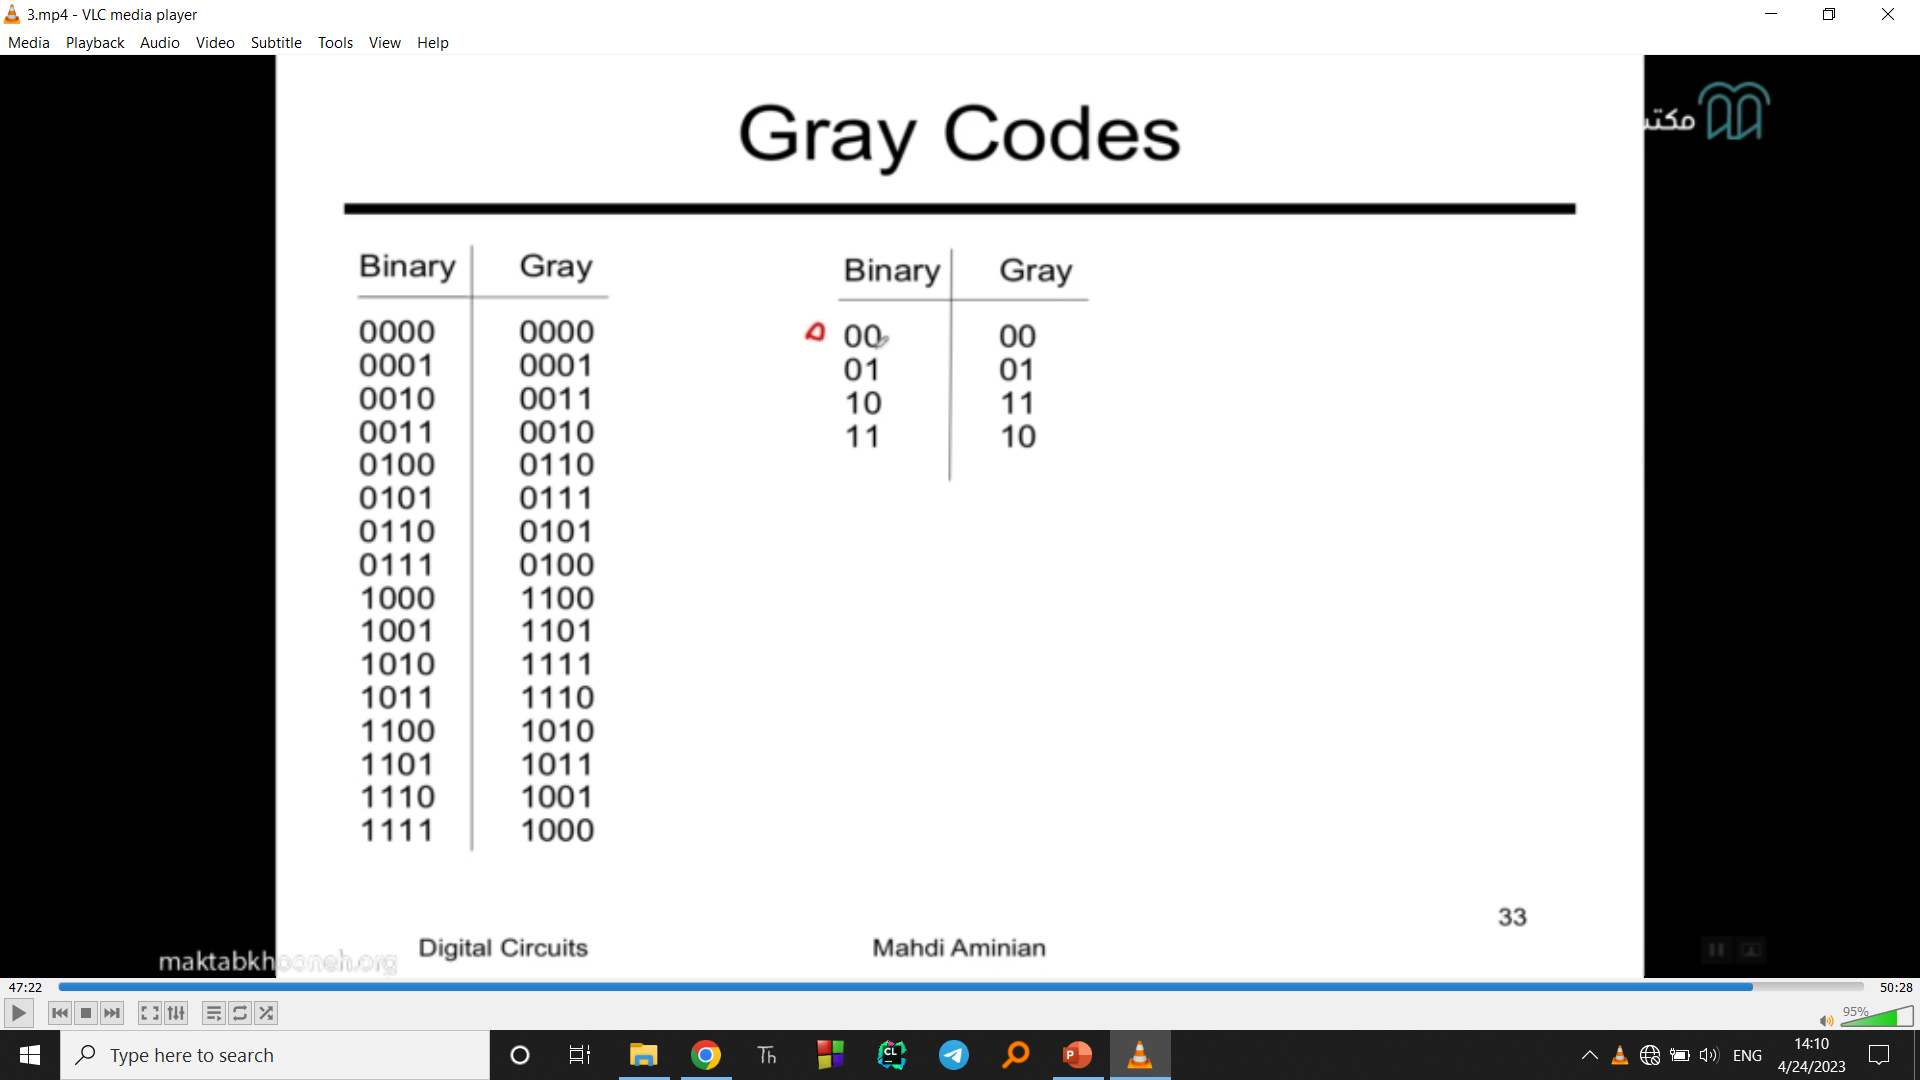 3.mp4 - VLC media player
Media Playback Audio Video Subtitle Tools View Help
Gray Codes
Binary Gray
0000 0000
0001 0001
0010 0011
0011 0010
0100 0110
0101 0111
0110 0101
0111 0100
1000 1100
1001 1101
1010 1111
1011 1110
1100 1010
1101 1011
1110 1001
1111 1000
Binary Gray
00 00
01 01
10 11
11 10
33
Digital Circuits
Mahdi Aminian
maktabkhooneh.org
47:22
50:28
95%
Type here to search
Th
CL
P
ENG
14:10
4/24/2023